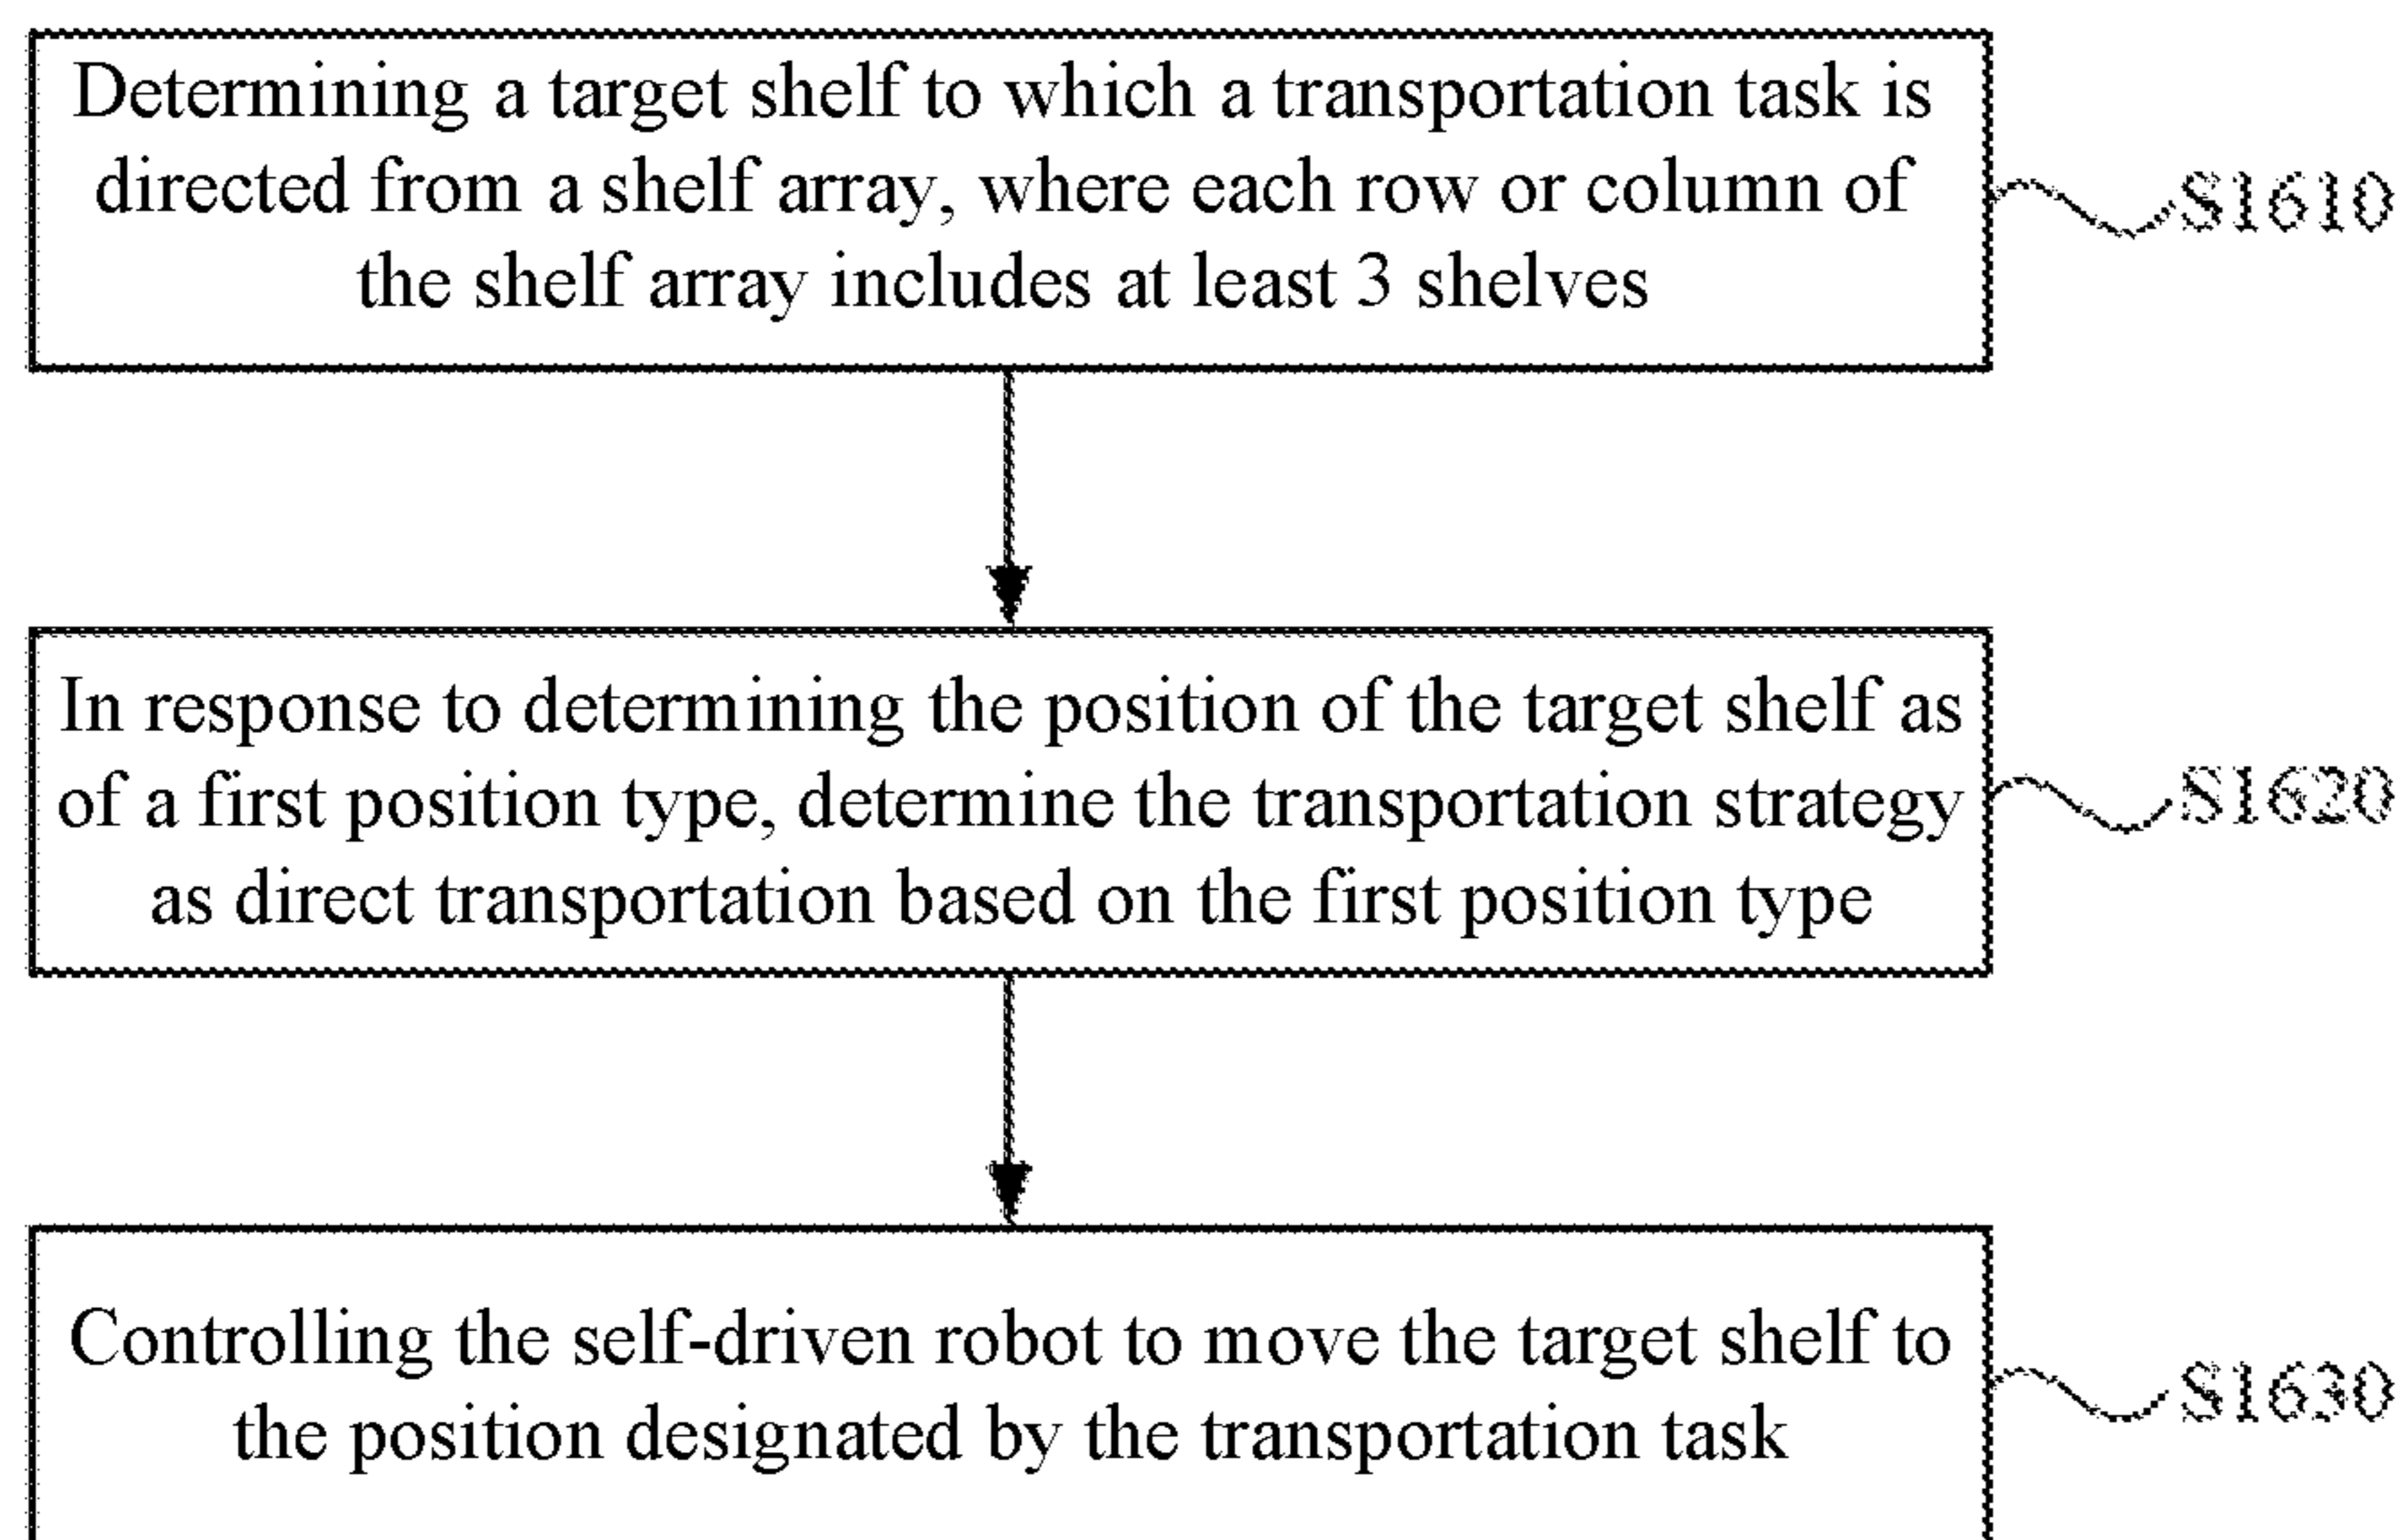 Determining a target shelf to which a transportation task is
directed from a shelf array, where each row or column of
the shelf array includes at least 3 shelves
S1610
In response to determining the position of the target shelf as
of a first position type, determine the transportation strategy
as direct transportation based on the first position type
S1620
Controlling the self-driven robot to move the target shelf to
the position designated by the transportation task
S1630